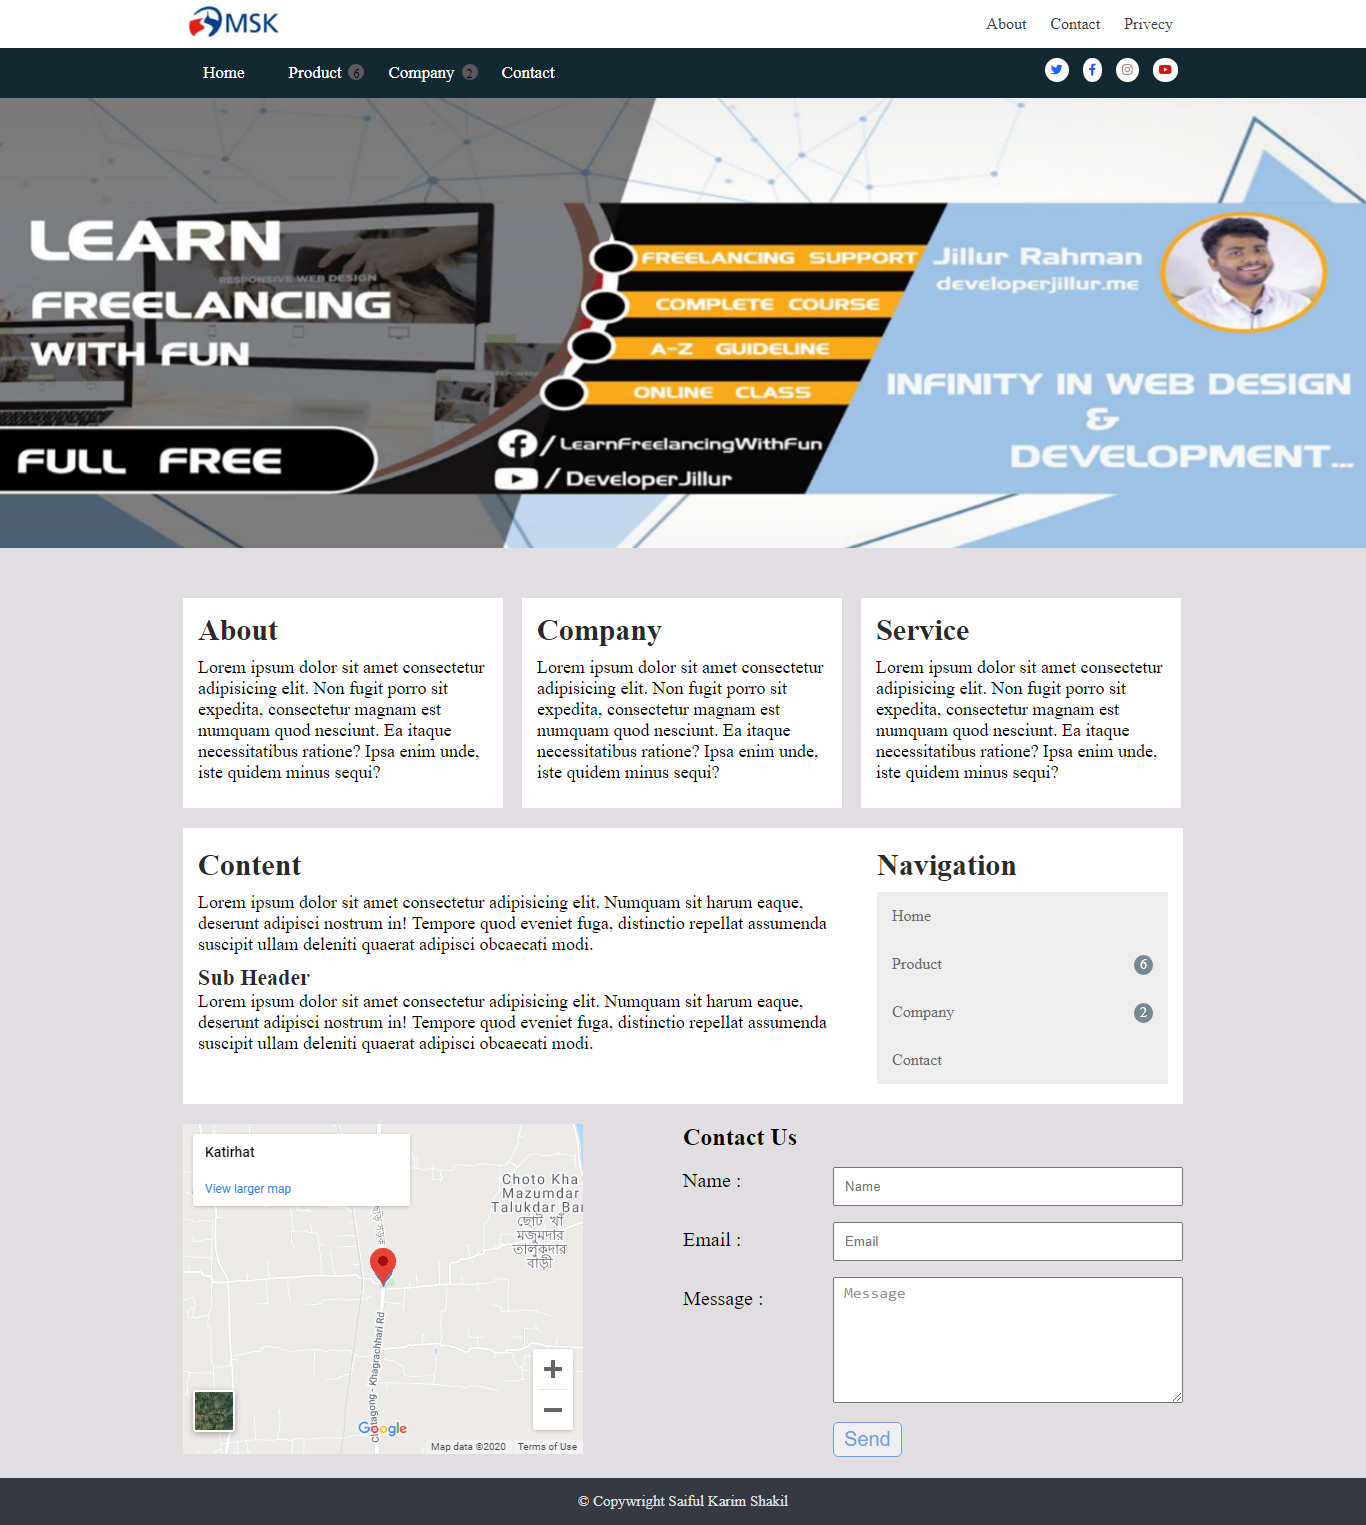 MSK
About Contact Privecy
Home Product 6 Company 2 Contact
LEARN
FREELANCING
WITH FUN
FULL FREE
RESPONSIVE WEB DESIGN
FREELANCING SUPPORT
COMPLETE COURSE
A-Z GUIDELINE
ONLINE CLASS
/LearnFreelancingWithFun
/ DeveloperJillur
Jillur Rahman
developerjillur.me
INFINITY IN WEB DESIGN
&
DEVELOPMENT...
About
Lorem ipsum dolor sit amet consectetur
adipisicing elit. Non fugit porro sit
expedita, consectetur magnam est
numquam quod nesciunt. Ea itaque
necessitatibus ratione? Ipsa enim unde,
iste quidem minus sequi?
Company
Lorem ipsum dolor sit amet consectetur
adipisicing elit. Non fugit porro sit
expedita, consectetur magnam est
numquam quod nesciunt. Ea itaque
necessitatibus ratione? Ipsa enim unde,
iste quidem minus sequi?
Service
Lorem ipsum dolor sit amet consectetur
adipisicing elit. Non fugit porro sit
expedita, consectetur magnam est
numquam quod nesciunt. Ea itaque
necessitatibus ratione? Ipsa enim unde,
iste quidem minus sequi?
Content
Lorem ipsum dolor sit amet consectetur adipisicing elit. Numquam sit harum eaque,
deserunt adipisci nostrum in! Tempore quod eveniet fuga, distinctio repellat assumenda
suscipit ullam deleniti quaerat adipisci obcaecati modi.
Sub Header
Lorem ipsum dolor sit amet consectetur adipisicing elit. Numquam sit harum eaque,
deserunt adipisci nostrum in! Tempore quod eveniet fuga, distinctio repellat assumenda
suscipit ullam deleniti quaerat adipisci obcaecati modi.
Navigation
Home
Product 6
Company 2
Contact
Katirhat
View larger map
Choto Kha
Mazumdar
Talukdar Bar
ছোট খাঁ
মজুমদার
তালুকদার
বাড়ী
Chittagong - Khagrachhari Rd
Google
Map data ©2020 Terms of Use
Contact Us
Name :
Name
Email :
Email
Message :
Message
Send
© Copywright Saiful Karim Shakil